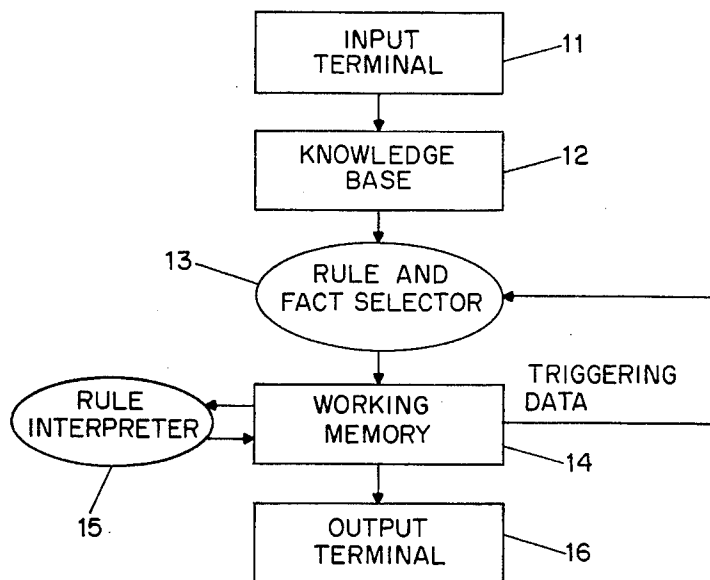 INPUT
TERMINAL
11
KNOWLEDGE
BASE
12
13
RULE AND
FACT SELECTOR
TRIGGERING
DATA
RULE
INTERPRETER
WORKING
MEMORY
14
15
OUTPUT
TERMINAL
16